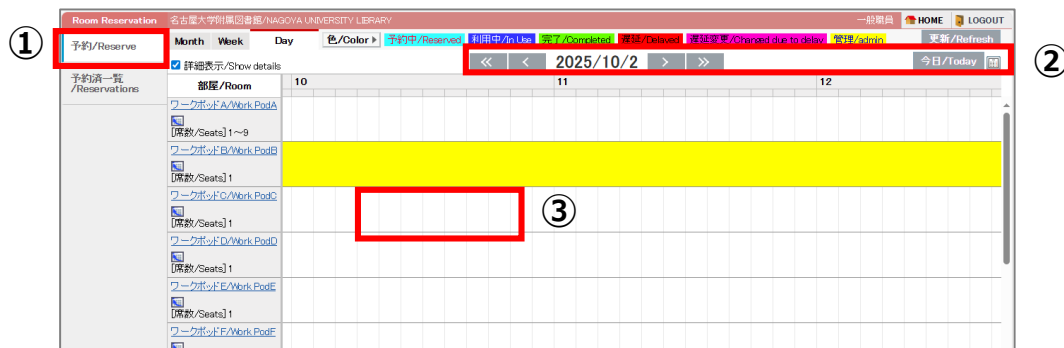 Room Reservation 名古屋大学附属図書館/NAGOYA UNIVERSITY LIBRARY 一般職員 HOME LOGOUT
① 予約/Reserve Month Week Day 色/Color 予約中/Reserved 利用中/In Use 完了/Completed 遅延/Delayed 遅延変更/Changed due to delay 管理/admin 更新/Refresh
詳細表示/Show details « < 2025/10/2 > » 今日/Today ②
予約済一覧
/Reservations
部屋/Room 10 11 12
ワークポッドA/Work PodA
[席数/Seats] 1~9
ワークポッドB/Work PodB
[席数/Seats] 1
ワークポッドC/Work PodC
[席数/Seats] 1
③
ワークポッドD/Work PodD
[席数/Seats] 1
ワークポッドE/Work PodE
[席数/Seats] 1
ワークポッドF/Work PodF